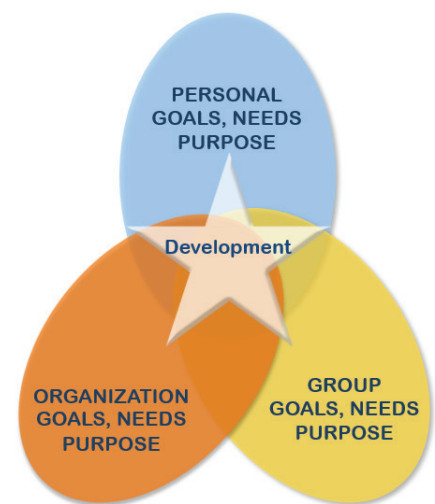 PERSONAL
GOALS, NEEDS
PURPOSE
Development
ORGANIZATION
GOALS, NEEDS
PURPOSE
GROUP
GOALS, NEEDS
PURPOSE